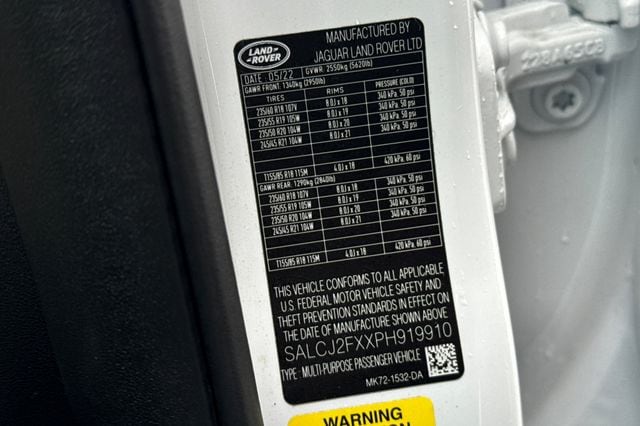 LAND ROVER
MANUFACTURED BY
JAGUAR LAND ROVER LTD
DATE 05/22 GVWR 2550kg (5620lb)
GAWR FRONT: 1340kg (2950lb)
TIRES RIMS PRESSURE (COLD)
235/60 R18 107V 8.0J x 18 340 kPa. 50 psi
235/55 R19 105W 8.0J x 19 340 kPa. 50 psi
235/50 R20 104W 8.0J x 20 340 kPa. 50 psi
245/45 R21 104W 8.0J x 21 340 kPa. 50 psi
T155/85 R18 115M 4.0J x 18 420 kPa. 60 psi
GAWR REAR: 1290kg (2840lb)
235/60 R18 107V 8.0J x 18 340 kPa. 50 psi
235/55 R19 105W 8.0J x 19 340 kPa. 50 psi
235/50 R20 104W 8.0J x 20 340 kPa. 50 psi
245/45 R21 104W 8.0J x 21 340 kPa. 50 psi
T155/85 R18 115M 4.0J x 18 420 kPa. 60 psi
THIS VEHICLE CONFORMS TO ALL APPLICABLE
U.S. FEDERAL MOTOR VEHICLE SAFETY AND
THEFT PREVENTION STANDARDS IN EFFECT ON
THE DATE OF MANUFACTURE SHOWN ABOVE
SALCJ2FXXPH919910
TYPE: MULTI-PURPOSE PASSENGER VEHICLE
MK72-1532-DA
WARNING